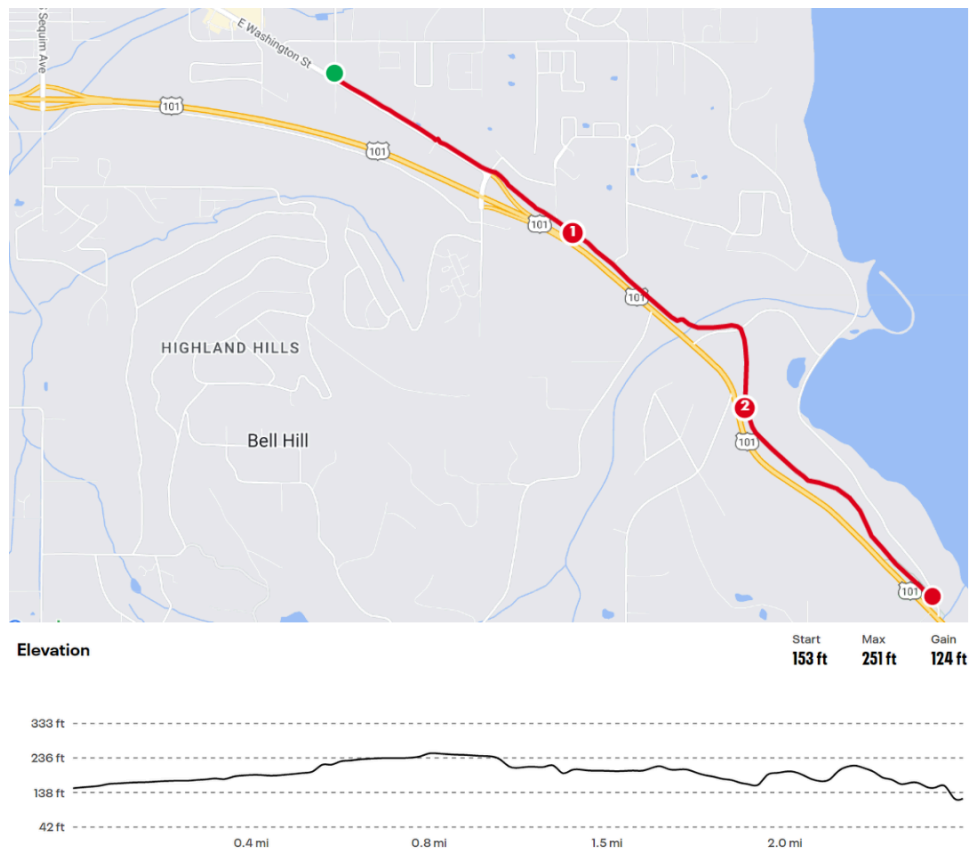 Sequim Ave
E Washington St
101
101
101
1
101
HIGHLAND HILLS
2
Bell Hill
101
101
Elevation
Start
Max
Gain
153 ft
251 ft
124 ft
333 ft
236 ft
138 ft
42 ft
0.4 mi
0.8 mi
1.5 mi
2.0 mi